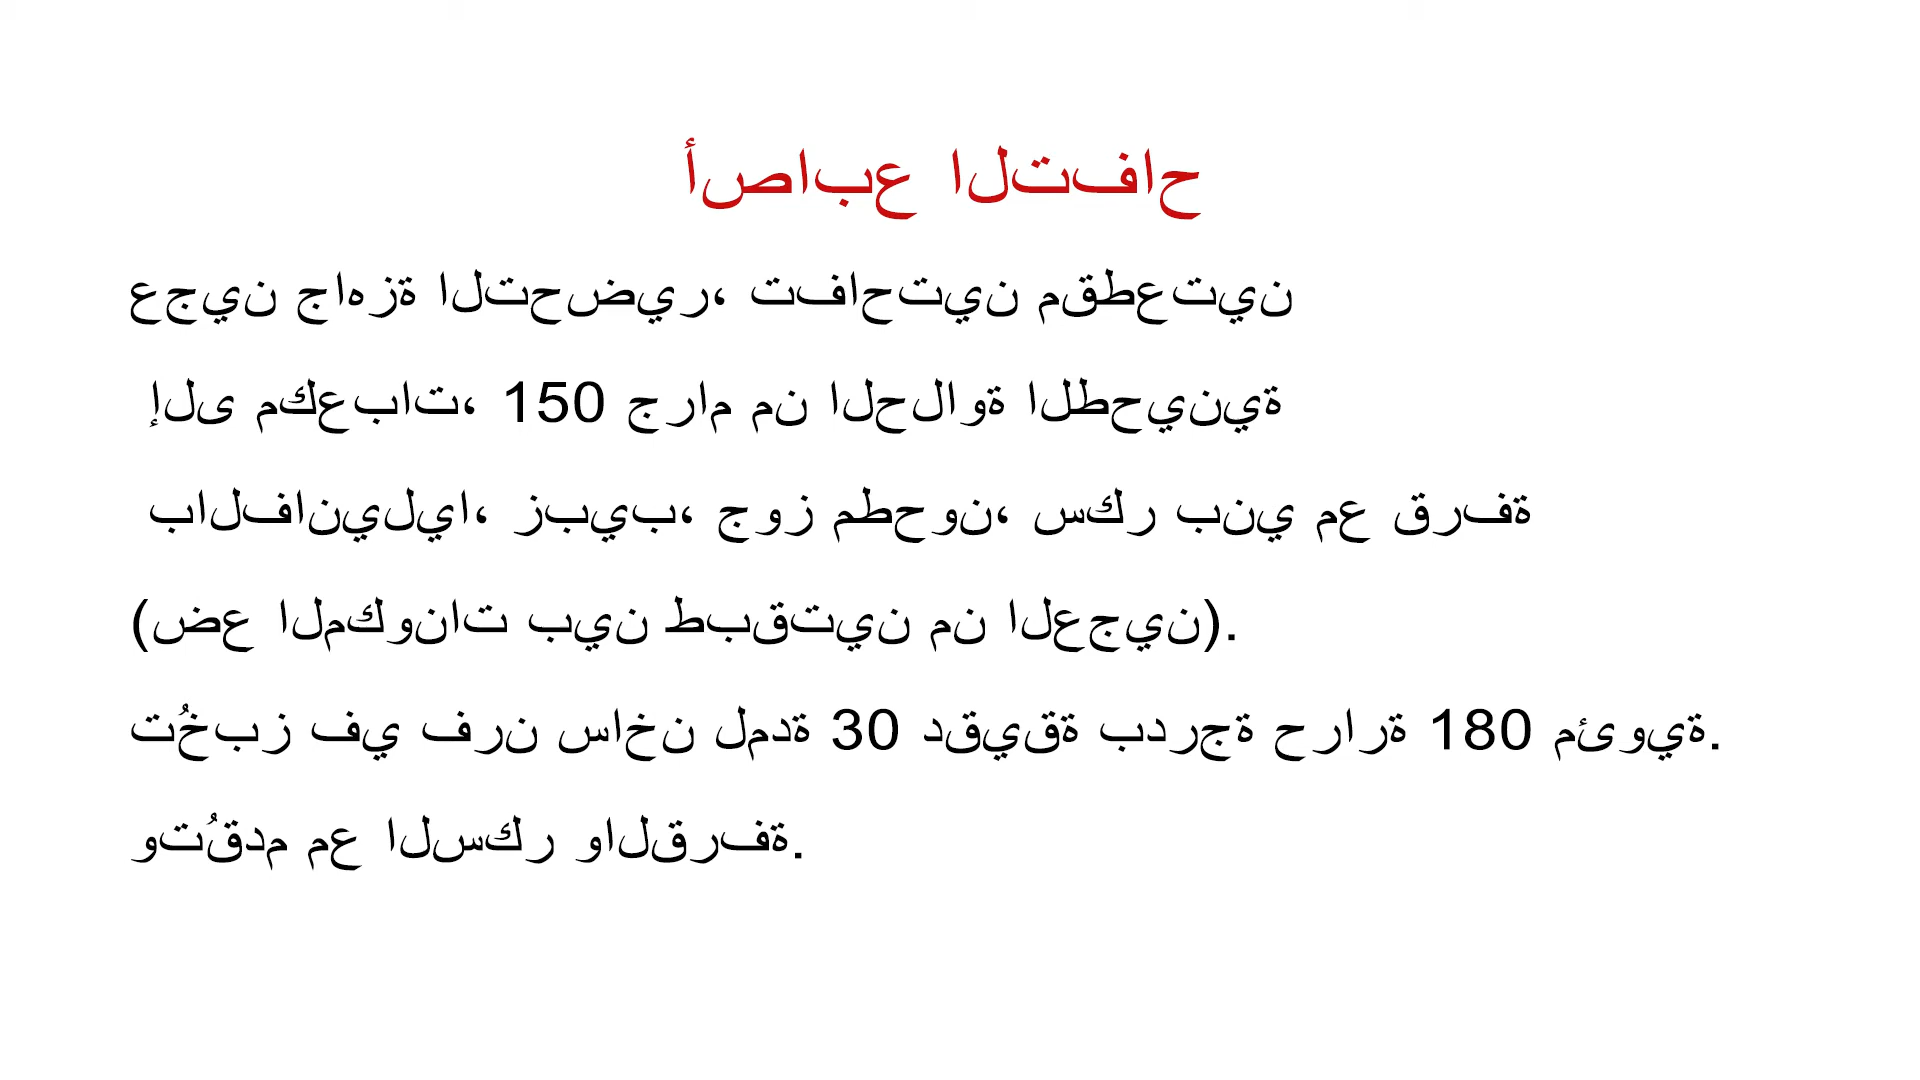 أصابع التفاح
عجين جاهزة التحضير، تفاحتين مقطعتين
إلى مكعبات، 150 جرام من الحلاوة الطحينية
بالفانيليا، زبيب، جوز مطحون، سكر بني مع قرفة
(ضع المكونات بين طبقتين من العجين).
تُخبز في فرن ساخن لمدة 30 دقيقة بدرجة حرارة 180 مئوية.
وتُقدم مع السكر والقرفة.